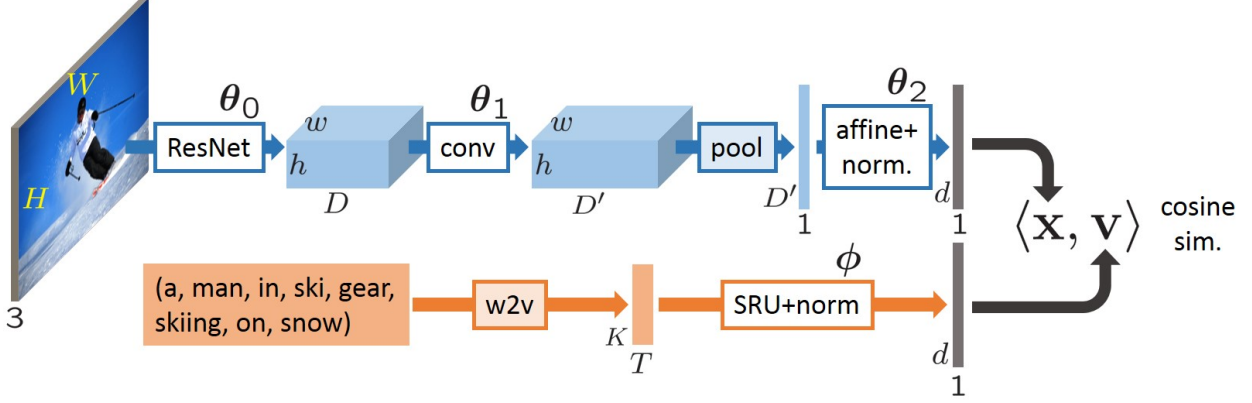 W
H
3
θ₀
ResNet
w
h
D
θ₁
conv
w
h
D′
pool
D′
1
θ₂
affine+
norm.
d
1
⟨x, v⟩
cosine
sim.
(a, man, in, ski, gear,
skiing, on, snow)
w2v
K
T
ϕ
SRU+norm
d
1